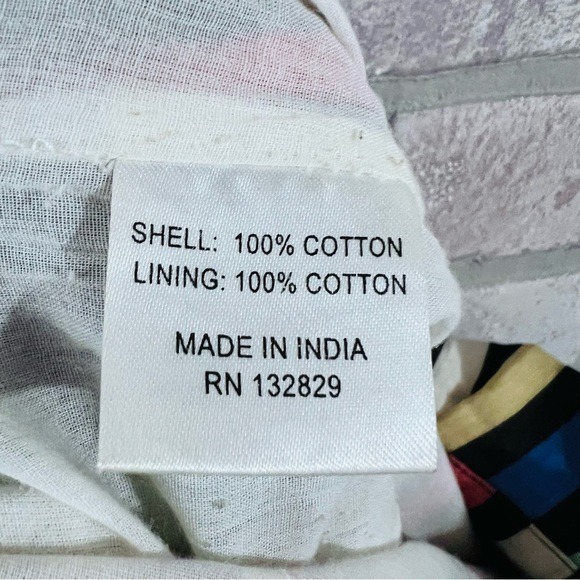 SHELL: 100% COTTON
LINING: 100% COTTON
MADE IN INDIA
RN 132829